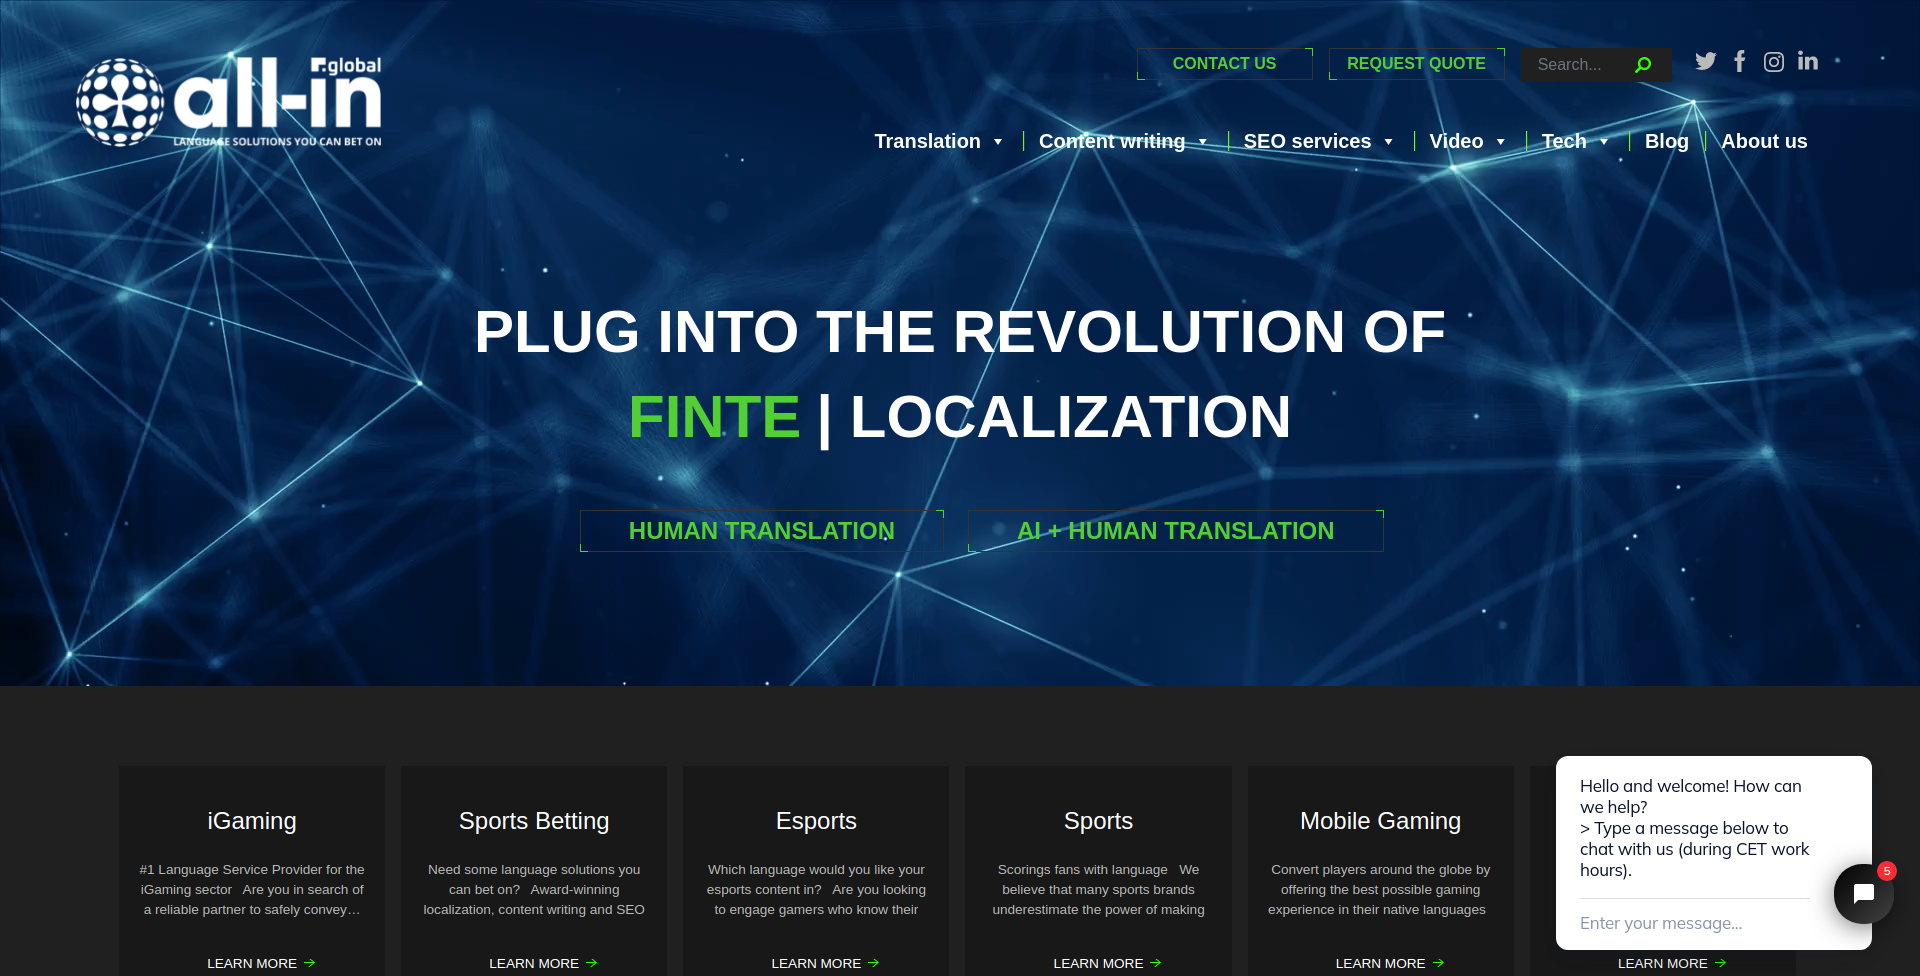 all-in
.global
LANGUAGE SOLUTIONS YOU CAN BET ON
CONTACT US
REQUEST QUOTE
Search...
Translation
Content writing
SEO services
Video
Tech
Blog
About us
PLUG INTO THE REVOLUTION OF
FINTE | LOCALIZATION
HUMAN TRANSLATION
AI + HUMAN TRANSLATION
iGaming
#1 Language Service Provider for the
iGaming sector Are you in search of
a reliable partner to safely convey...
LEARN MORE
Sports Betting
Need some language solutions you
can bet on? Award-winning
localization, content writing and SEO
LEARN MORE
Esports
Which language would you like your
esports content in? Are you looking
to engage gamers who know their
LEARN MORE
Sports
Scorings fans with language We
believe that many sports brands
underestimate the power of making
LEARN MORE
Mobile Gaming
Convert players around the globe by
offering the best possible gaming
experience in their native languages
LEARN MORE
LEARN MORE
Hello and welcome! How can
we help?
> Type a message below to
chat with us (during CET work
hours).
Enter your message...
5